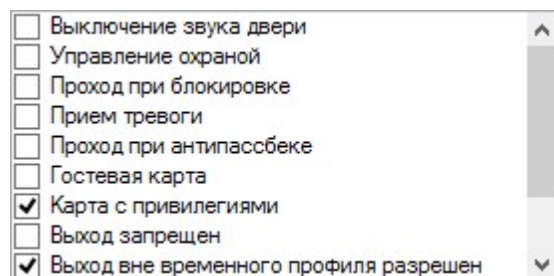 Выключение звука двери
Управление охраной
Проход при блокировке
Прием тревоги
Проход при антипассбеке
Гостевая карта
Карта с привилегиями
Выход запрещен
Выход вне временного профиля разрешен